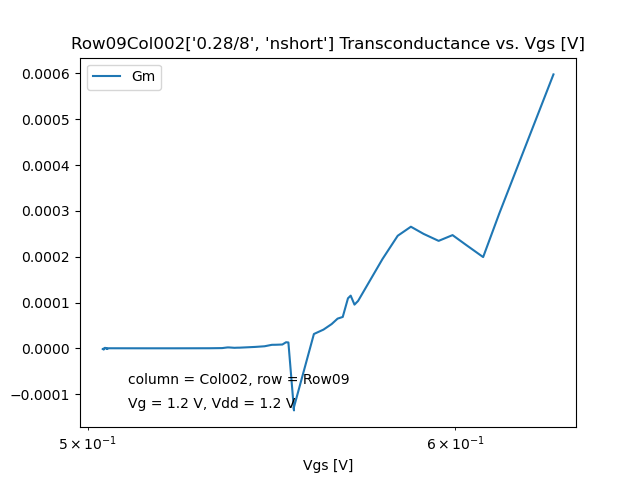 Row09Col002['0.28/8', 'nshort'] Transconductance vs. Vgs [V]
Gm
0.0006
0.0005
0.0004
0.0003
0.0002
0.0001
0.0000
−0.0001
column = Col002, row = Row09
Vg = 1.2 V, Vdd = 1.2 V
5 × 10⁻¹
6 × 10⁻¹
Vgs [V]